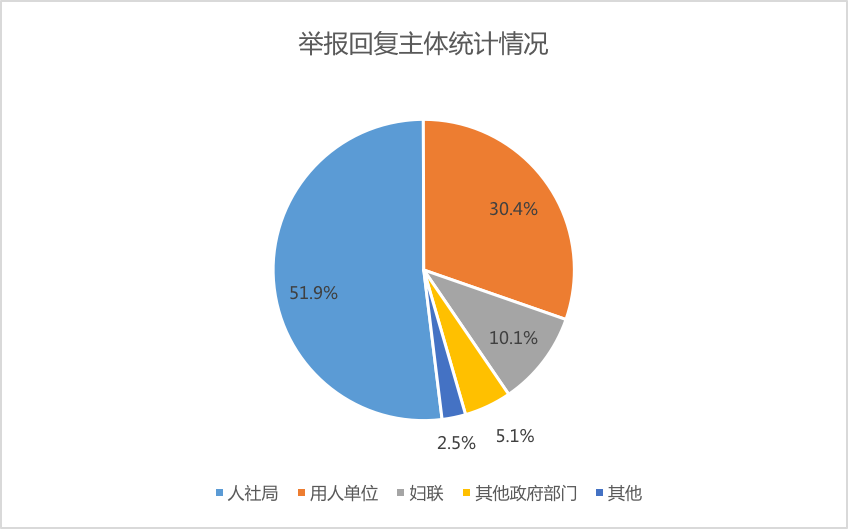 举报回复主体统计情况
30.4%
51.9%
10.1%
5.1%
2.5%
人社局 用人单位 妇联 其他政府部门 其他